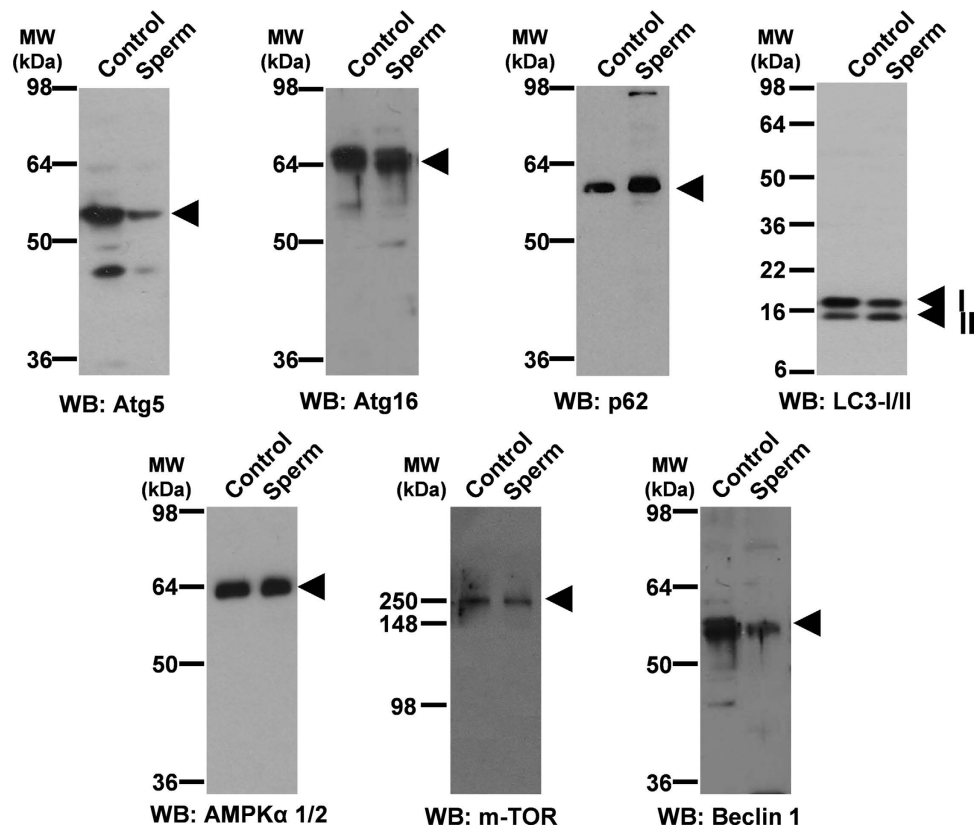 MW
(kDa)
Control
Sperm
98
64
50
36
WB: Atg5
MW
(kDa)
Control
Sperm
98
64
50
36
WB: Atg16
MW
(kDa)
Control
Sperm
98
64
50
36
WB: p62
MW
(kDa)
Control
Sperm
98
64
50
36
22
16
6
I
II
WB: LC3-I/II
MW
(kDa)
Control
Sperm
98
64
50
36
WB: AMPKα 1/2
MW
(kDa)
Control
Sperm
250
148
98
WB: m-TOR
MW
(kDa)
Control
Sperm
98
64
50
36
WB: Beclin 1